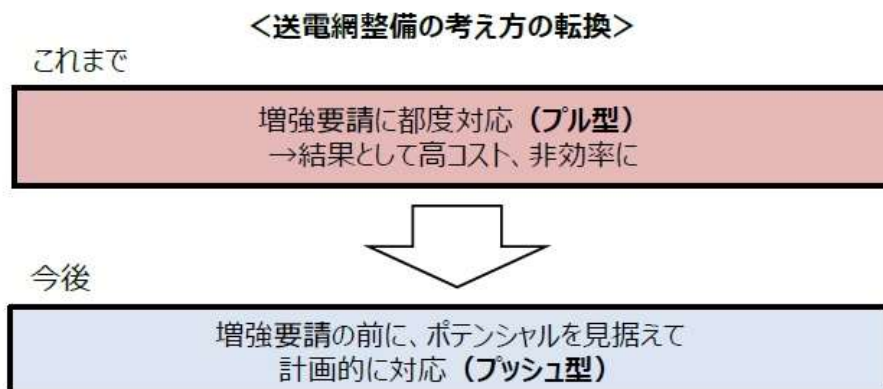 ＜送電網整備の考え方の転換＞
これまで
増強要請に都度対応（プル型）
→結果として高コスト、非効率に
今後
増強要請の前に、ポテンシャルを見据えて
計画的に対応（プッシュ型）